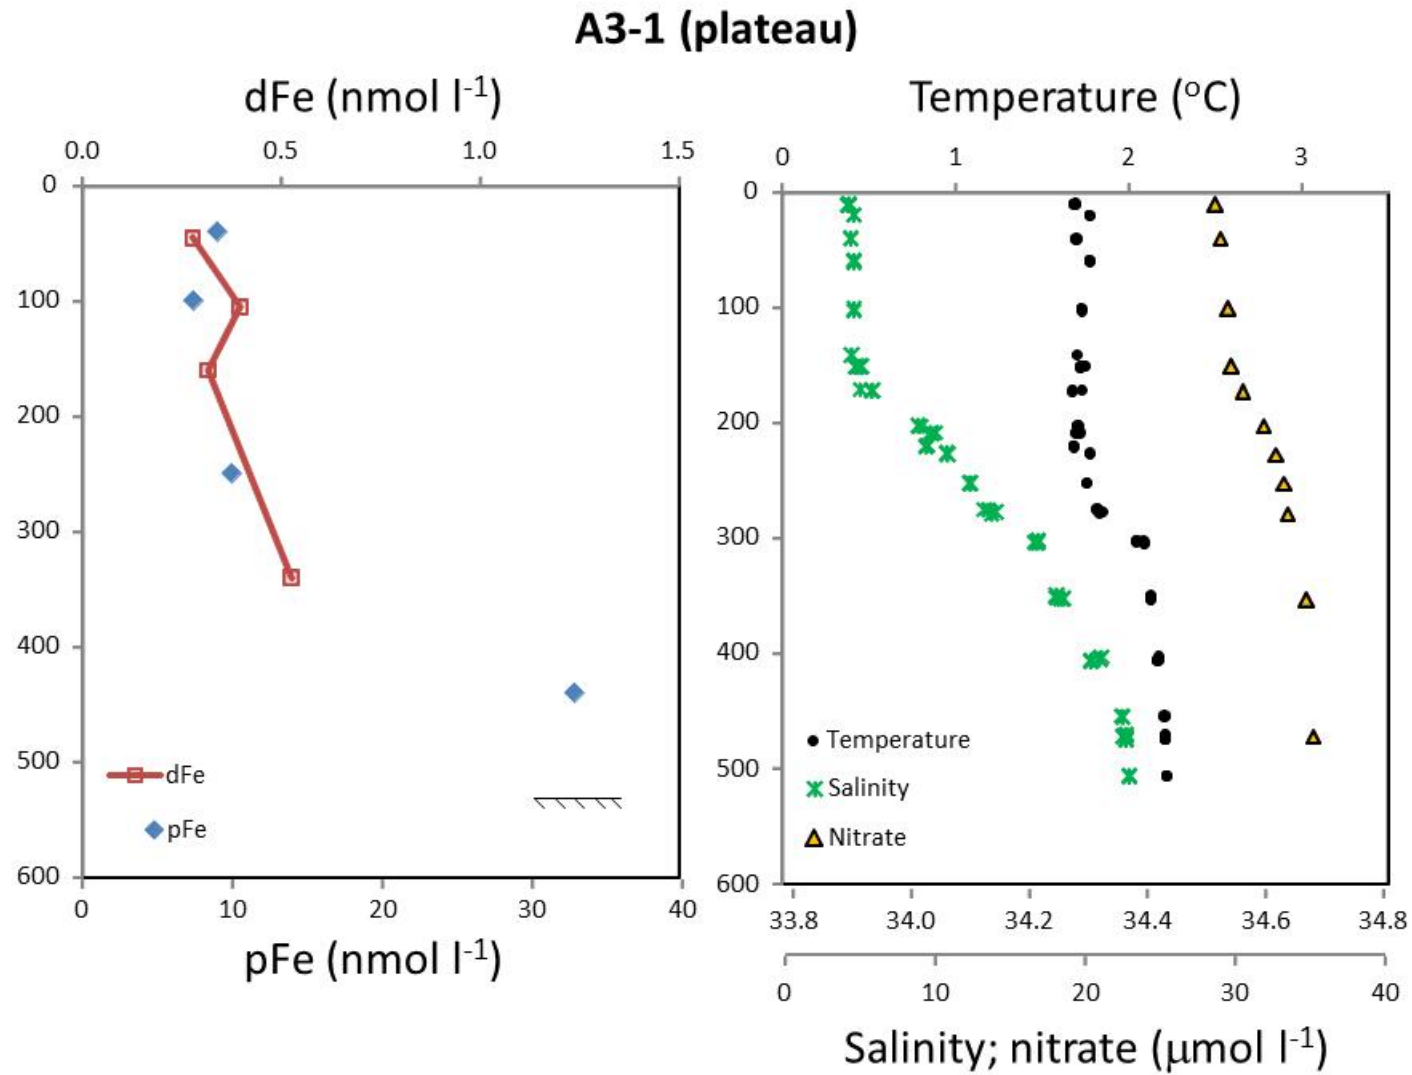 A3-1 (plateau)
dFe (nmol l-1)
0.0 0.5 1.0 1.5
0
100
200
300
400
500
600
dFe
pFe
0 10 20 30 40
pFe (nmol l-1)
Temperature (oC)
0 1 2 3
0
100
200
300
400
500
600
Temperature
Salinity
Nitrate
33.8 34.0 34.2 34.4 34.6 34.8
0 10 20 30 40
Salinity; nitrate (μmol l-1)